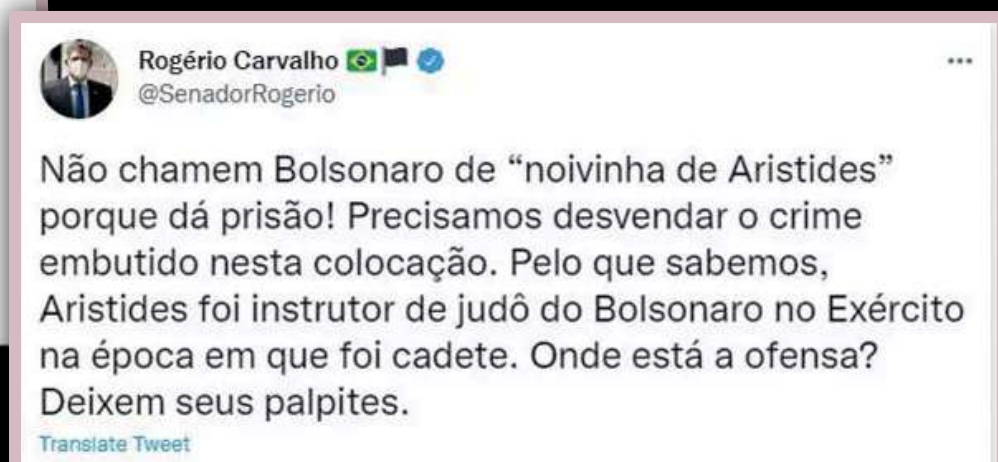 Rogério Carvalho 🇧🇷🏴
@SenadorRogerio
Não chamem Bolsonaro de “noivinha de Aristides”
porque dá prisão! Precisamos desvendar o crime
embutido nesta colocação. Pelo que sabemos,
Aristides foi instrutor de judô do Bolsonaro no Exército
na época em que foi cadete. Onde está a ofensa?
Deixem seus palpites.
Translate Tweet